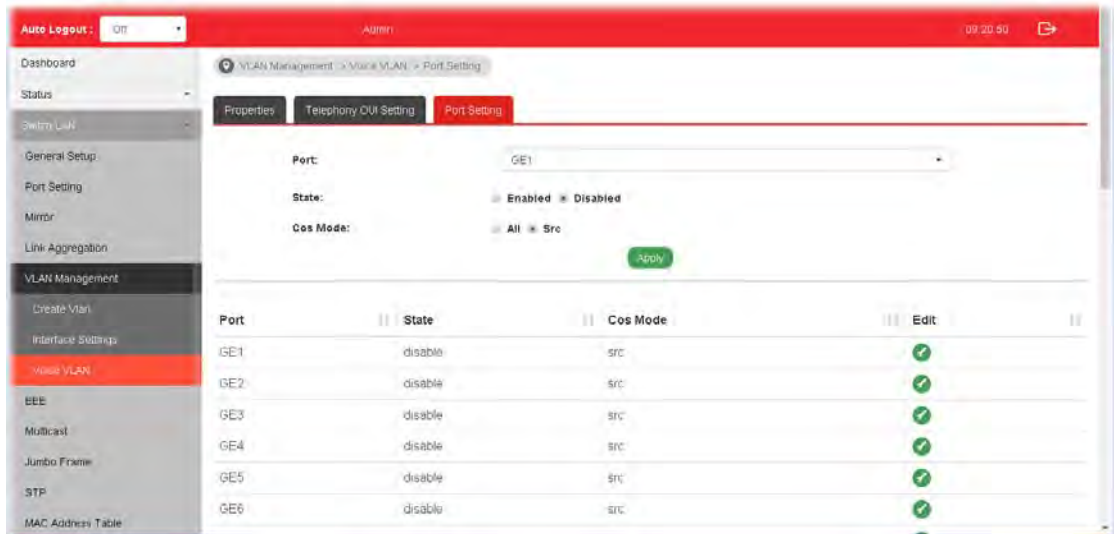 Auto Logout : Off Admin 09:20:50
Dashboard
VLAN Management > Voice VLAN > Port Setting
Status
Properties Telephony OUI Setting Port Setting
Switch LAN
General Setup
Port: GE1
Port Setting
State: Enabled Disabled
Mirror
Cos Mode: All Src
Link Aggregation
Apply
VLAN Management
Create Vlan
Port State Cos Mode Edit
Interface Settings
GE1 disable src
Voice VLAN
GE2 disable src
EEE
GE3 disable src
Multicast
GE4 disable src
Jumbo Frame
GE5 disable src
STP
GE6 disable src
MAC Address Table